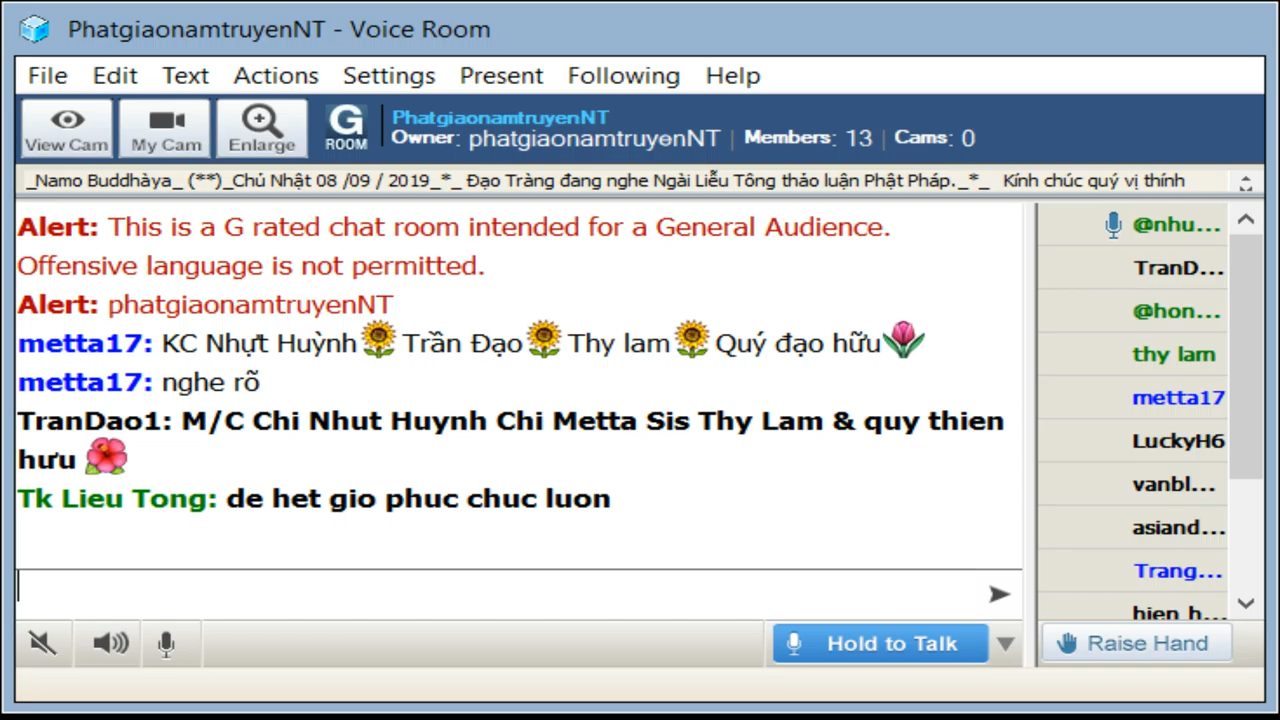 PhatgiaonamtruyenNT - Voice Room
File Edit Text Actions Settings Present Following Help
View Cam My Cam Enlarge G ROOM
PhatgiaonamtruyenNT
Owner: phatgiaonamtruyenNT | Members: 13 | Cams: 0
_Namo Buddhàya_ (**)_Chủ Nhật 08 /09 / 2019_*_ Đạo Tràng đang nghe Ngài Liễu Tông thảo luận Phật Pháp._*_ Kính chúc quý vị thính
Alert: This is a G rated chat room intended for a General Audience.
Offensive language is not permitted.
Alert: phatgiaonamtruyenNT
metta17: KC Nhựt Huỳnh Trần Đạo Thy lam Quý đạo hữu
metta17: nghe rõ
TranDao1: M/C Chi Nhut Huynh Chi Metta Sis Thy Lam & quy thien
hưu
Tk Lieu Tong: de het gio phuc chuc luon
@nhu...
TranD...
@hon...
thy lam
metta17
LuckyH6
vanbl...
asiand...
Trang...
hien h...
Hold to Talk
Raise Hand